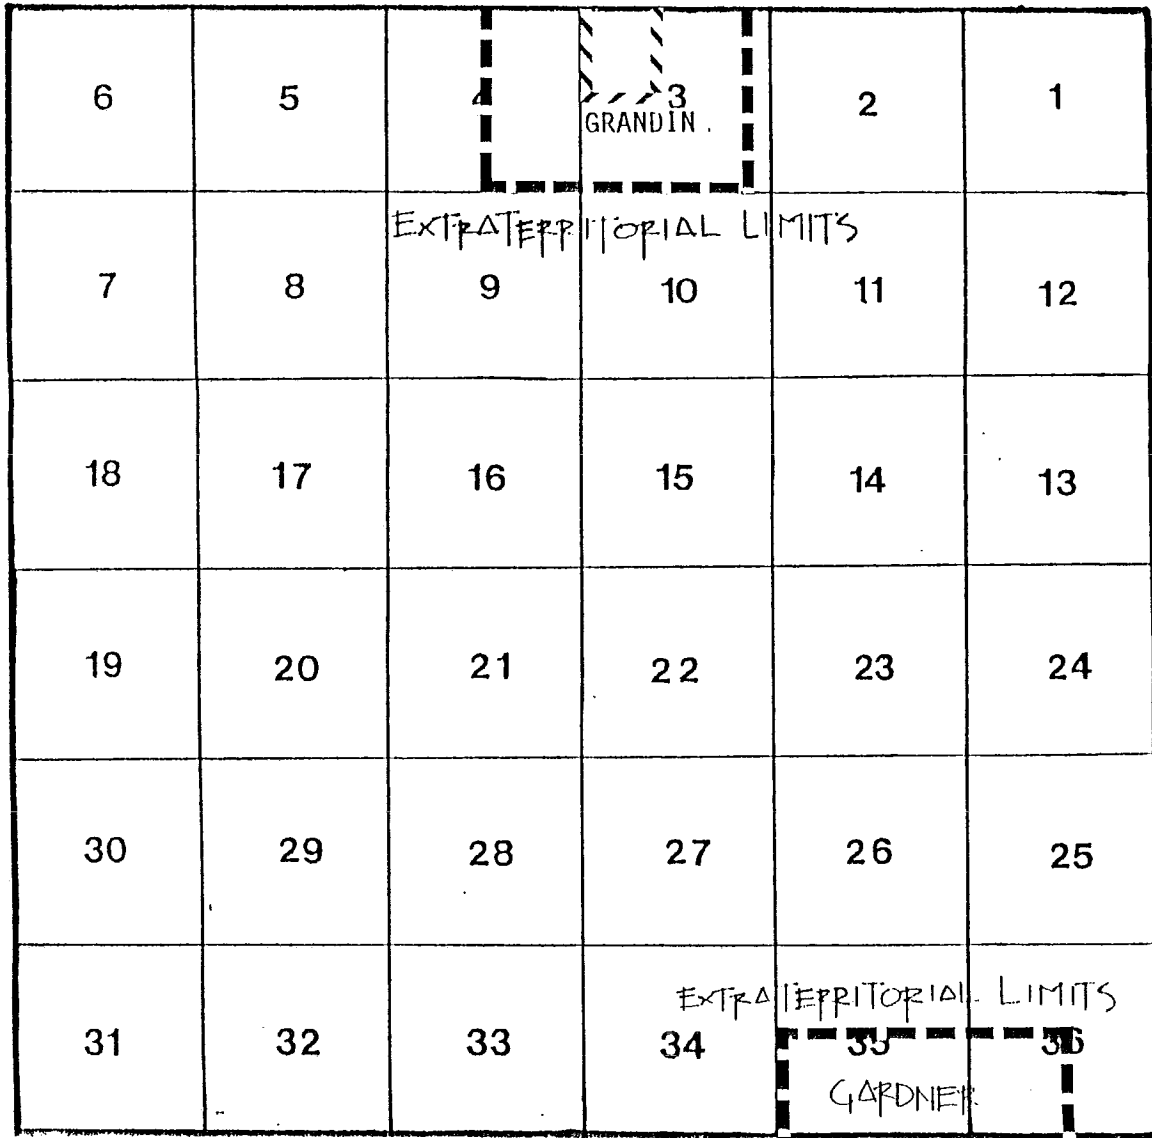 6 5 4 3 2 1
GRANDIN.
EXTRATERRITORIAL LIMITS
7 8 9 10 11 12
18 17 16 15 14 13
19 20 21 22 23 24
30 29 28 27 26 25
EXTRATERRITORIAL LIMITS
31 32 33 34 35 36
GARDNER